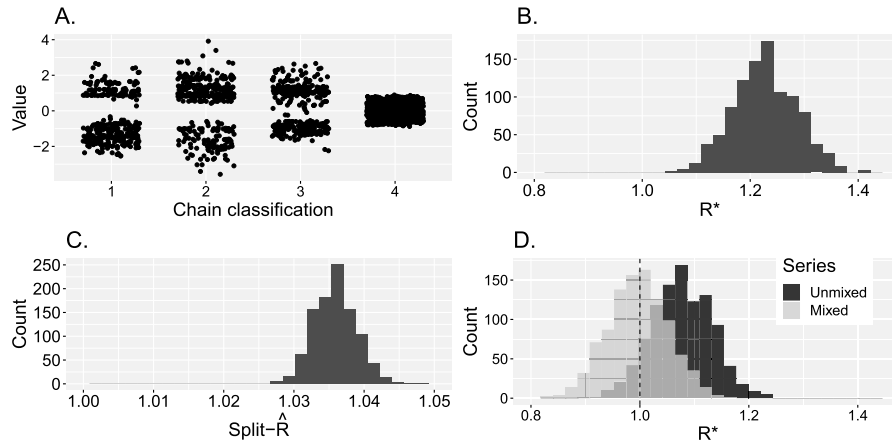 A.
Value
4
2
0
−2
1 2 3 4
Chain classification
B.
Count
150
100
50
0
0.8 1.0 1.2 1.4
R*
C.
Count
250
200
150
100
50
0
1.00 1.01 1.02 1.03 1.04 1.05
Split−R̂
D.
Count
150
100
50
0
0.8 1.0 1.2 1.4
R*
Series
Unmixed
Mixed